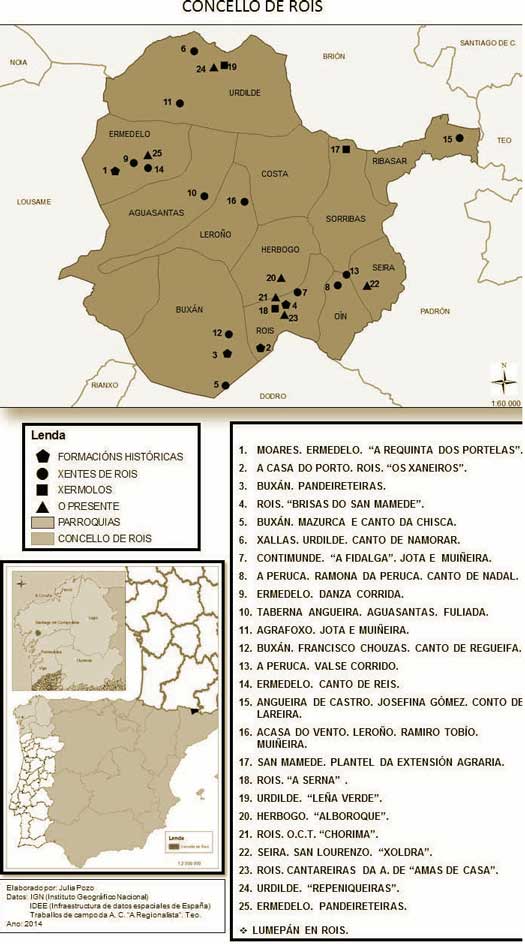 CONCELLO DE ROIS
NOIA
BRIÓN
SANTIAGO DE C.
6
24
19
URDILDE
11
ERMEDELO
17
15
TEO
1
9
25
14
RIBASAR
COSTA
LOUSAME
10
16
AGUASANTAS
LEROÑO
SORRIBAS
HERBOGO
SEIRA
20
13
8
22
7
21
4
BUXÁN
18
23
OÍN
PADRÓN
12
ROIS
3
2
5
RIANXO
DODRO
N
1:60 000
Lenda
FORMACIÓNS HISTÓRICAS
XENTES DE ROIS
XERMOLOS
O PRESENTE
PARROQUIAS
CONCELLO DE ROIS
1. MOARES. ERMEDELO. “A REQUINTA DOS PORTELAS”.
2. A CASA DO PORTO. ROIS. “OS XANEIROS”.
3. BUXÁN. PANDEIRETEIRAS.
4. ROIS. “BRISAS DO SAN MAMEDE”.
5. BUXÁN. MAZURCA E CANTO DA CHISCA.
6. XALLAS. URDILDE. CANTO DE NAMORAR.
7. CONTIMUNDE. “A FIDALGA”. JOTA E MUIÑEIRA.
8. A PERUCA. RAMONA DA PERUCA. CANTO DE NADAL.
9. ERMEDELO. DANZA CORRIDA.
10. TABERNA ANGUEIRA. AGUASANTAS. FULIADA.
11. AGRAFOXO. JOTA E MUIÑEIRA.
12. BUXÁN. FRANCISCO CHOUZAS. CANTO DE REGUEIFA.
13. A PERUCA. VALSE CORRIDO.
14. ERMEDELO. CANTO DE REIS.
15. ANGUEIRA DE CASTRO. JOSEFINA GÓMEZ. CONTO DE
LAREIRA.
16. ACASA DO VENTO. LEROÑO. RAMIRO TOBÍO.
MUIÑEIRA.
17. SAN MAMEDE. PLANTEL DA EXTENSIÓN AGRARIA.
18. ROIS. “A SERNA” .
19. URDILDE. “LEÑA VERDE”.
20. HERBOGO. “ALBOROQUE”.
21. ROIS. O.C.T. “CHORIMA”.
22. SEIRA. SAN LOURENZO. “XOLDRA”.
23. ROIS. CANTAREIRAS DA A. DE “AMAS DE CASA”.
24. URDILDE. “REPENIQUEIRAS”.
25. ERMEDELO. PANDEIRETEIRAS.
❖ LUMEPÁN EN ROIS.
A Coruña
Lugo
Santiago de Compostela
Pontevedra
Vigo
Ourense
Lenda
Concello de Rois
Elaborado por: Julia Pozo
Datos: IGN (Instituto Geográfico Nacional)
IDEE (Infraestructura de datos espaciales de España)
Traballos de campo da A. C. “A Regionalista”. Teo.
Ano: 2014